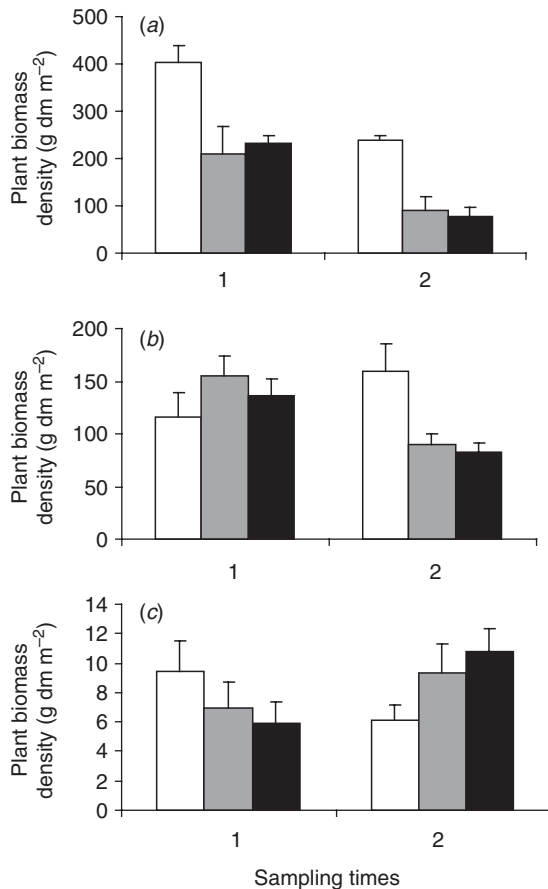 (a)
Plant biomass
density (g dm m⁻²)
500
400
300
200
100
0
1
2
(b)
Plant biomass
density (g dm m⁻²)
200
150
100
50
0
1
2
(c)
Plant biomass
density (g dm m⁻²)
14
12
10
8
6
4
2
0
1
2
Sampling times